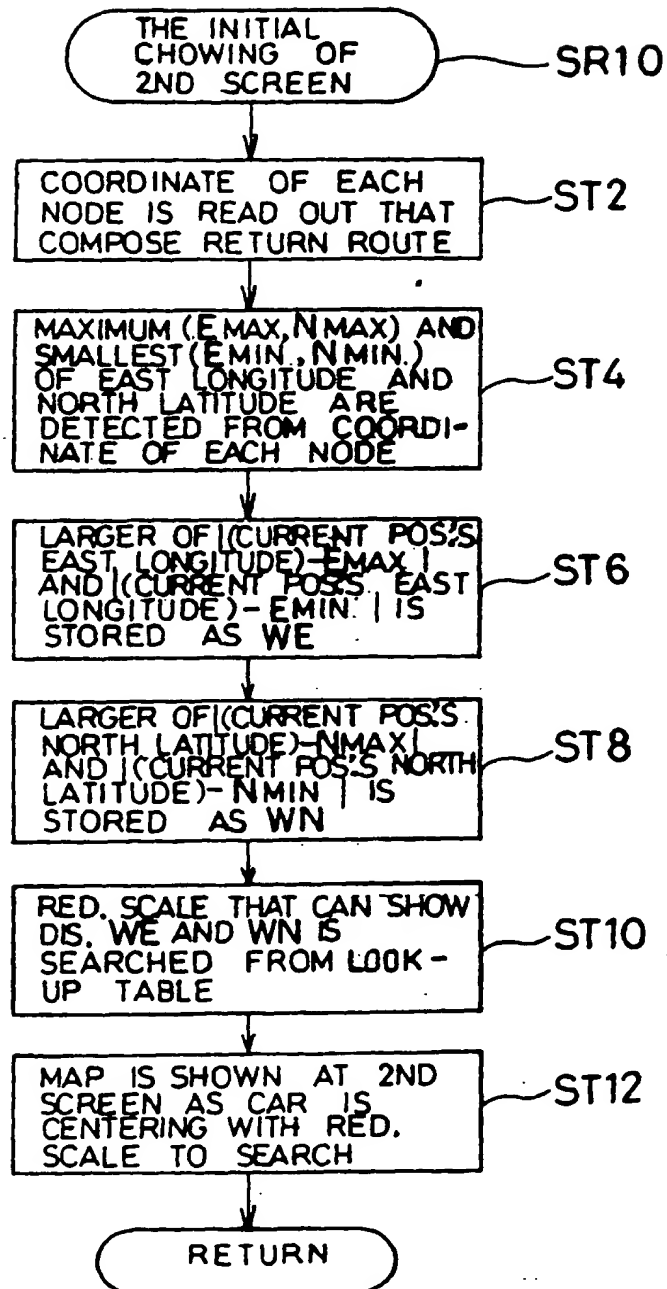 THE INITIAL
CHOWING OF
2ND SCREEN
SR10
COORDINATE OF EACH
NODE IS READ OUT THAT
COMPOSE RETURN ROUTE
ST2
MAXIMUM (EMAX, NMAX) AND
SMALLEST (EMIN., NMIN.)
OF EAST LONGITUDE AND
NORTH LATITUDE ARE
DETECTED FROM COORDI-
NATE OF EACH NODE
ST4
LARGER OF |(CURRENT POS.'S
EAST LONGITUDE)-EMAX|
AND |(CURRENT POS.'S EAST
LONGITUDE)- EMIN | IS
STORED AS WE
ST6
LARGER OF |(CURRENT POS.'S
NORTH LATITUDE)-NMAX|
AND |(CURRENT POS.'S NORTH
LATITUDE)-NMIN | IS
STORED AS WN
ST8
RED. SCALE THAT CAN SHOW
DIS. WE AND WN IS
SEARCHED FROM LOOK-
UP TABLE
ST10
MAP IS SHOWN AT 2ND
SCREEN AS CAR IS
CENTERING WITH RED.
SCALE TO SEARCH
ST12
RETURN